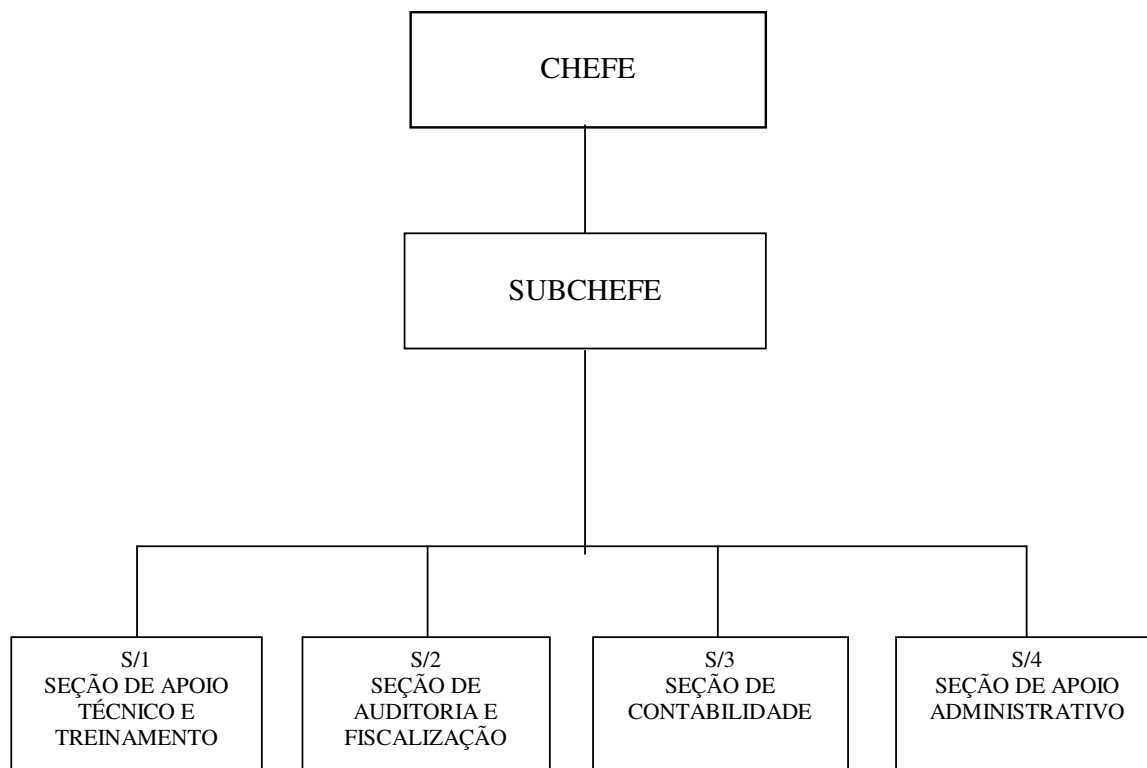 CHEFE
SUBCHEFE
S/1
SEÇÃO DE APOIO
TÉCNICO E
TREINAMENTO
S/2
SEÇÃO DE
AUDITORIA E
FISCALIZAÇÃO
S/3
SEÇÃO DE
CONTABILIDADE
S/4
SEÇÃO DE APOIO
ADMINISTRATIVO